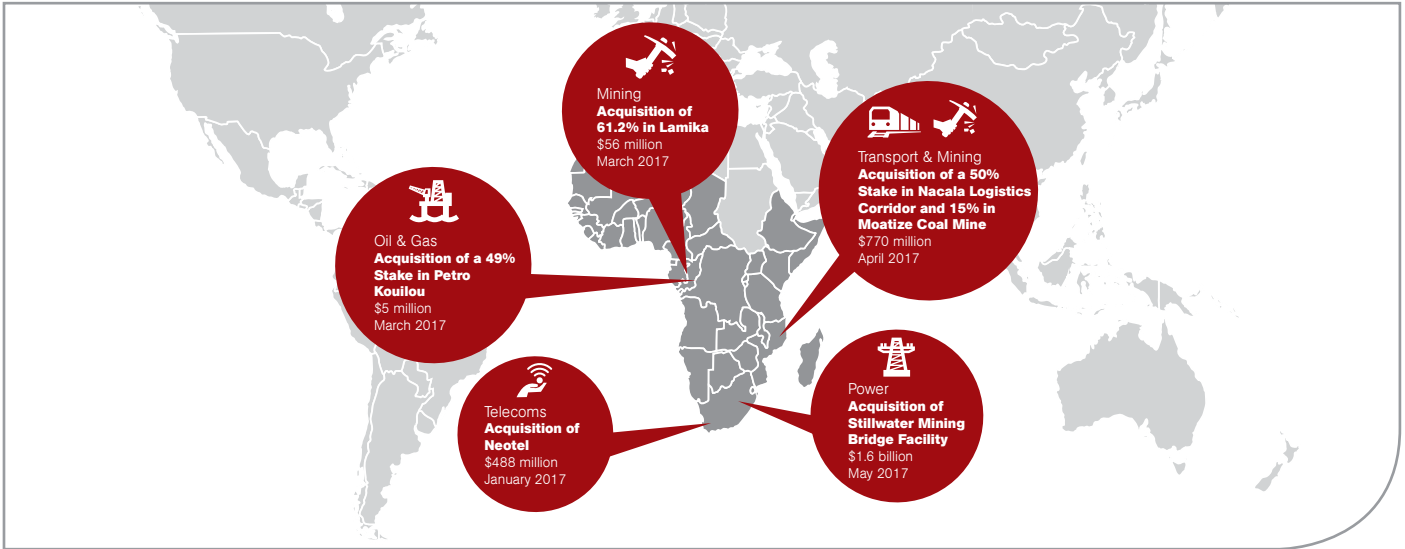 Mining
Acquisition of
61.2% in Lamika
$56 million
March 2017
Transport & Mining
Acquisition of a 50%
Stake in Nacala Logistics
Corridor and 15% in
Moatize Coal Mine
$770 million
April 2017
Oil & Gas
Acquisition of a 49%
Stake in Petro
Kouilou
$5 million
March 2017
Telecoms
Acquisition of
Neotel
$488 million
January 2017
Power
Acquisition of
Stillwater Mining
Bridge Facility
$1.6 billion
May 2017